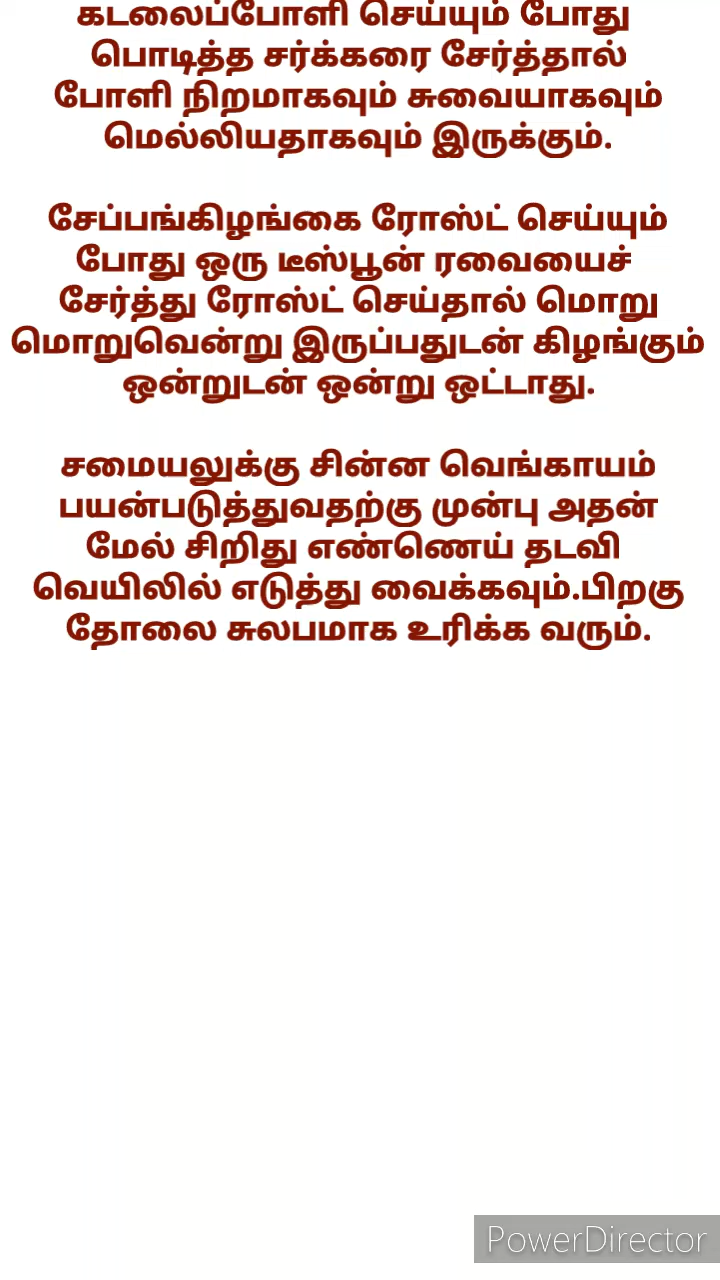 கடலைப்போளி செய்யும் போது
பொடித்த சர்க்கரை சேர்த்தால்
போளி நிறமாகவும் சுவையாகவும்
மெல்லியதாகவும் இருக்கும்.
சேப்பங்கிழங்கை ரோஸ்ட் செய்யும்
போது ஒரு டீஸ்பூன் ரவையைச்
சேர்த்து ரோஸ்ட் செய்தால் மொறு
மொறுவென்று இருப்பதுடன் கிழங்கும்
ஒன்றுடன் ஒன்று ஒட்டாது.
சமையலுக்கு சின்ன வெங்காயம்
பயன்படுத்துவதற்கு முன்பு அதன்
மேல் சிறிது எண்ணெய் தடவி
வெயிலில் எடுத்து வைக்கவும்.பிறகு
தோலை சுலபமாக உரிக்க வரும்.
PowerDirector